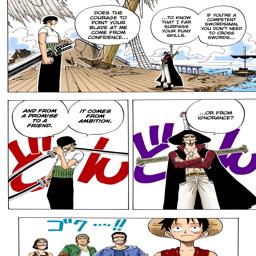 IF YOU'RE A
COMPETENT
SWORDSMAN,
YOU DON'T NEED
TO CROSS
SWORDS...
...TO KNOW
THAT I FAR
SURPASS
YOUR PUNY
SKILLS.
DOES THE
COURAGE TO
POINT YOUR
BLADE AT ME
COME FROM
CONFIDENCE...
...OR FROM
IGNORANCE?
どん
IT COMES
FROM
AMBITION.
AND FROM
A PROMISE
TO A
FRIEND.
どん
ゴク…!!